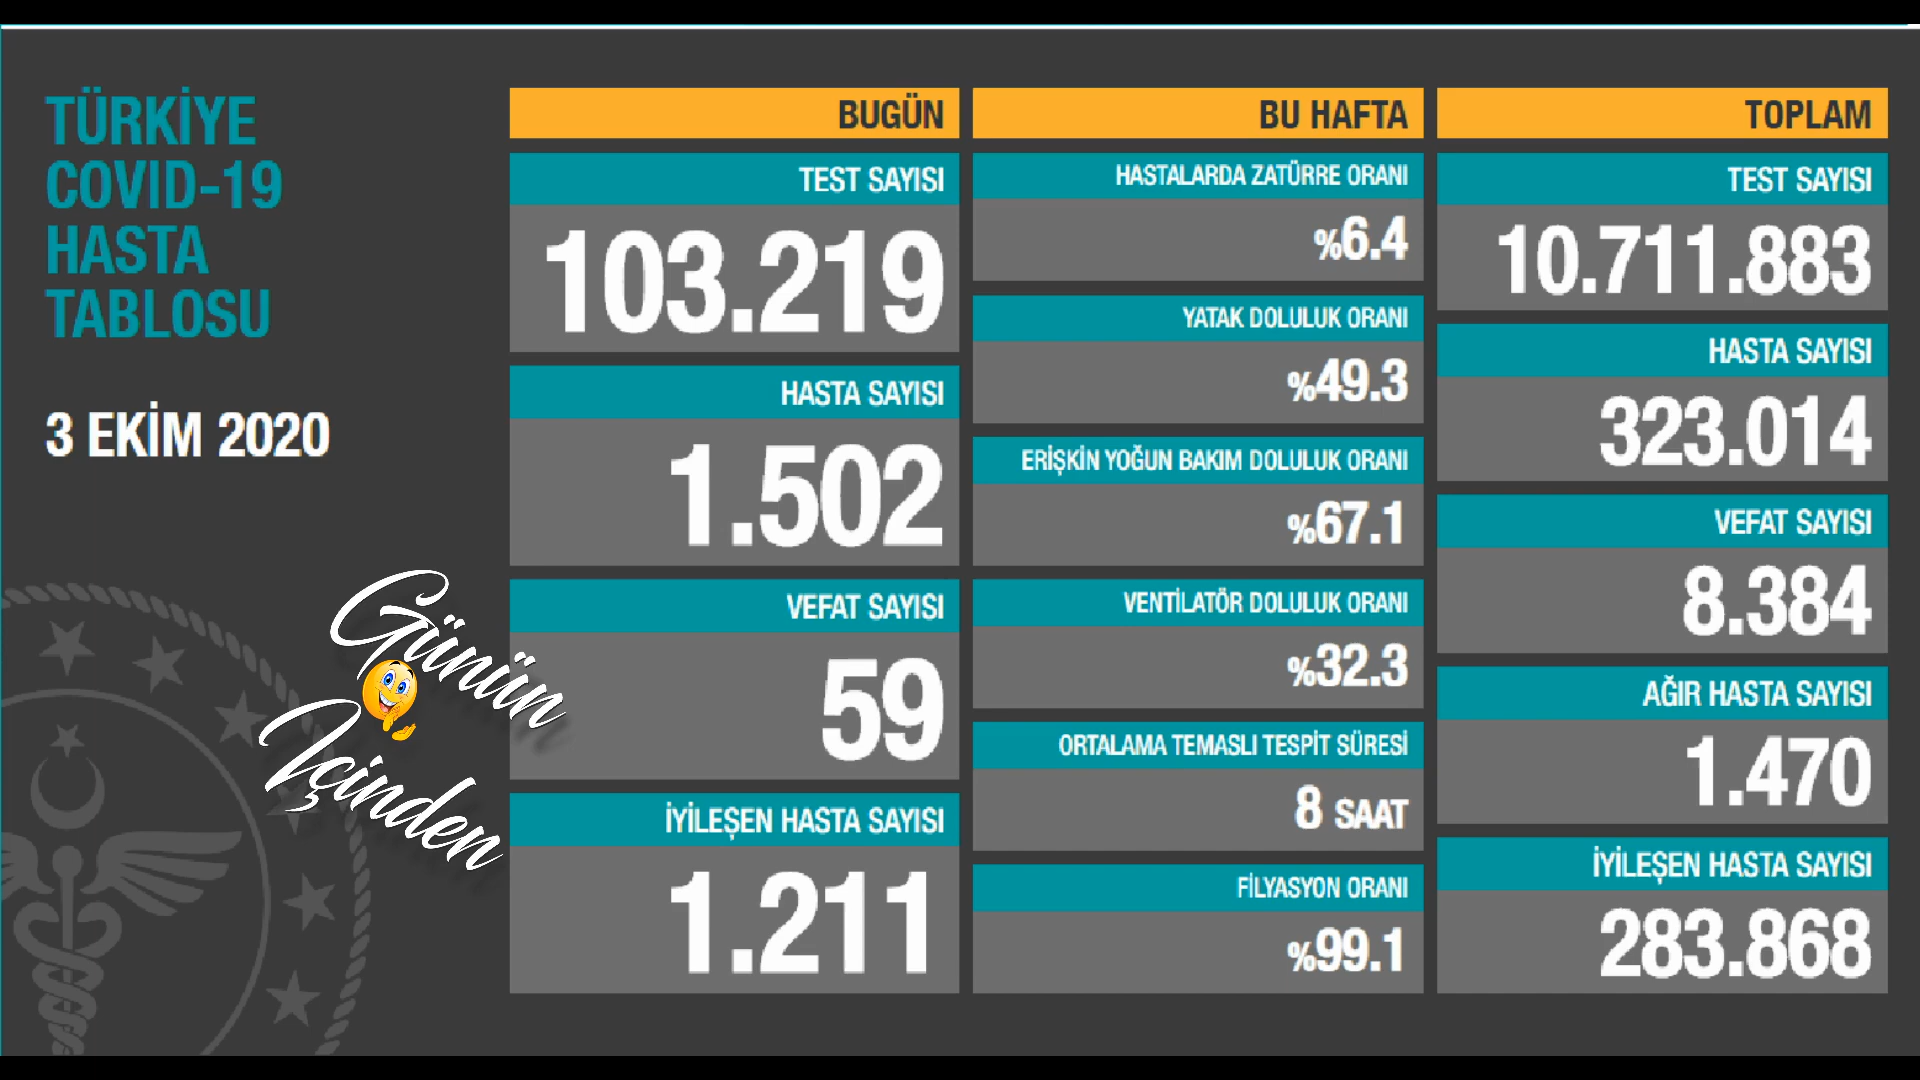 TÜRKİYE
COVID-19
HASTA
TABLOSU
3 EKİM 2020
Günün
İçinden
BUGÜN
TEST SAYISI
103.219
HASTA SAYISI
1.502
VEFAT SAYISI
59
İYİLEŞEN HASTA SAYISI
1.211
BU HAFTA
HASTALARDA ZATÜRRE ORANI
%6.4
YATAK DOLULUK ORANI
%49.3
ERİŞKİN YOĞUN BAKIM DOLULUK ORANI
%67.1
VENTİLATÖR DOLULUK ORANI
%32.3
ORTALAMA TEMASLI TESPİT SÜRESİ
8 SAAT
FİLYASYON ORANI
%99.1
TOPLAM
TEST SAYISI
10.711.883
HASTA SAYISI
323.014
VEFAT SAYISI
8.384
AĞIR HASTA SAYISI
1.470
İYİLEŞEN HASTA SAYISI
283.868